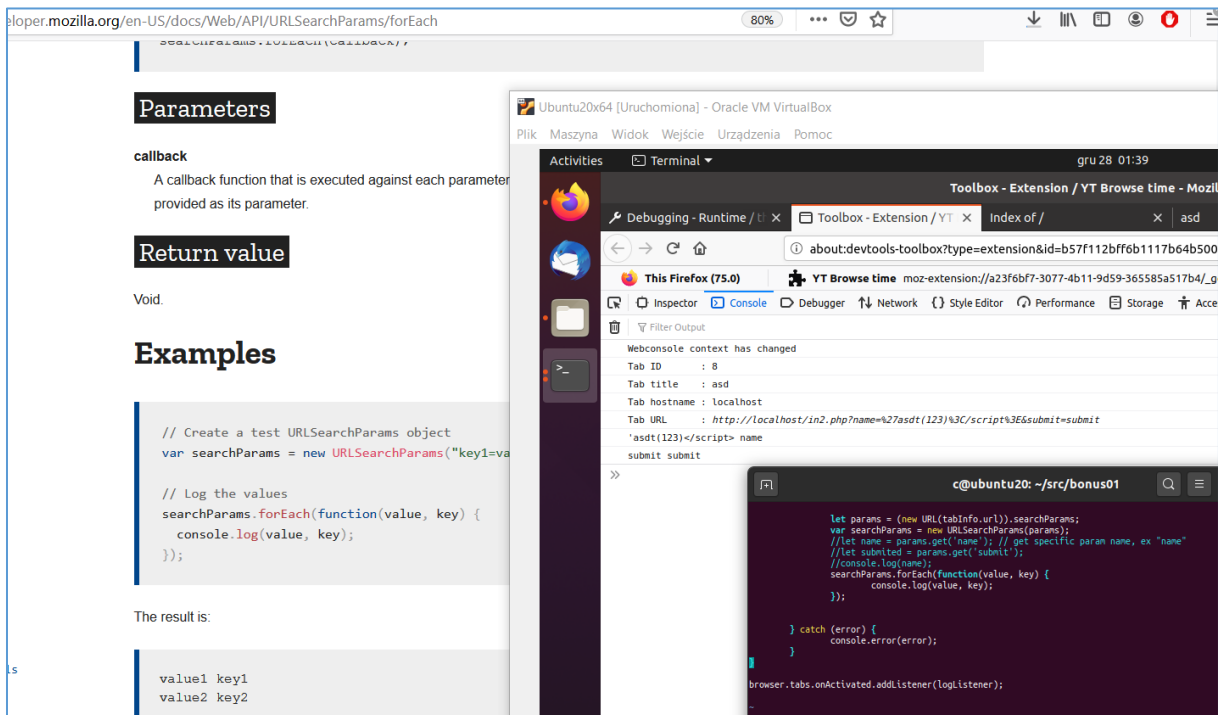 eloper.mozilla.org/en-US/docs/Web/API/URLSearchParams/forEach
80%
searchParams.forEach(callback);
Parameters
callback
A callback function that is executed against each parameter
provided as its parameter.
Return value
Void.
Examples
// Create a test URLSearchParams object
var searchParams = new URLSearchParams("key1=va
// Log the values
searchParams.forEach(function(value, key) {
console.log(value, key);
});
The result is:
value1 key1
value2 key2
ls
Ubuntu20x64 [Uruchomiona] - Oracle VM VirtualBox
Plik Maszyna Widok Wejście Urządzenia Pomoc
Activities Terminal gru 28 01:39
Toolbox - Extension / YT Browse time - Mozil
Debugging - Runtime / tl Toolbox - Extension / YT Index of / asd
about:devtools-toolbox?type=extension&id=b57f112bff6b1117b64b500
This Firefox (75.0) YT Browse time moz-extension://a23f6bf7-3077-4b11-9d59-365585a517b4/_g
Inspector Console Debugger Network Style Editor Performance Storage Acce
Filter Output
Webconsole context has changed
Tab ID : 8
Tab title : asd
Tab hostname : localhost
Tab URL : http://localhost/in2.php?name=%27asdt(123)%3C/script%3E&submit=submit
'asdt(123)</script> name
submit submit
c@ubuntu20: ~/src/bonus01
let params = (new URL(tabInfo.url)).searchParams;
var searchParams = new URLSearchParams(params);
//let name = params.get('name'); // get specific param name, ex "name"
//let submited = params.get('submit');
//console.log(name);
searchParams.forEach(function(value, key) {
console.log(value, key);
});
} catch (error) {
console.error(error);
}
}
browser.tabs.onActivated.addListener(logListener);
~